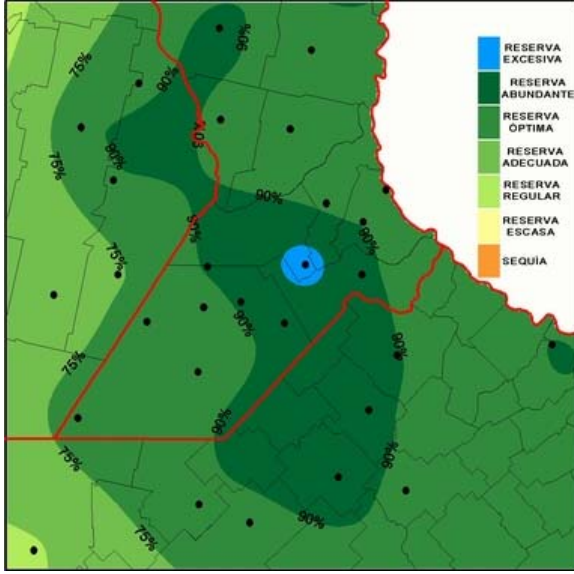 90%
75%
90%
RESERVA
EXCESIVA
RESERVA
ABUNDANTE
RESERVA
ÓPTIMA
RESERVA
ADECUADA
RESERVA
REGULAR
RESERVA
ESCASA
SEQUÌA
90%
75%
90%
90%
90%
75%
90%
90%
75%
90%
90%
75%
90%
75%